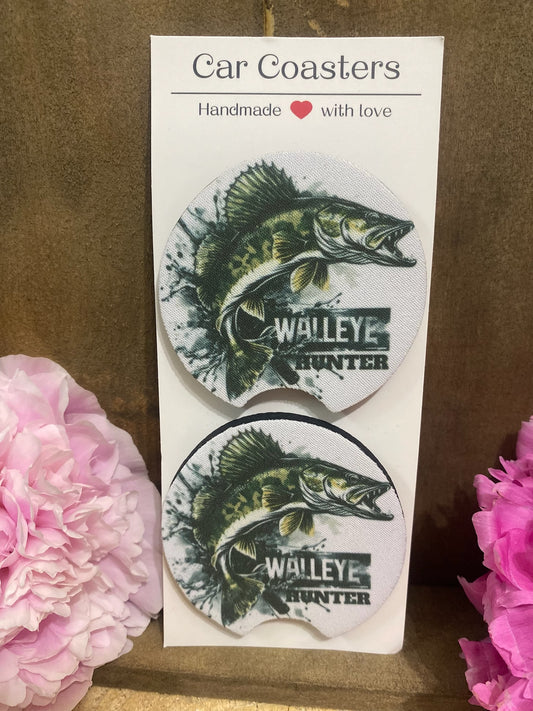 Car Coasters
Handmade ❤ with love
WALLEYE
HUNTER
WALLEYE
HUNTER